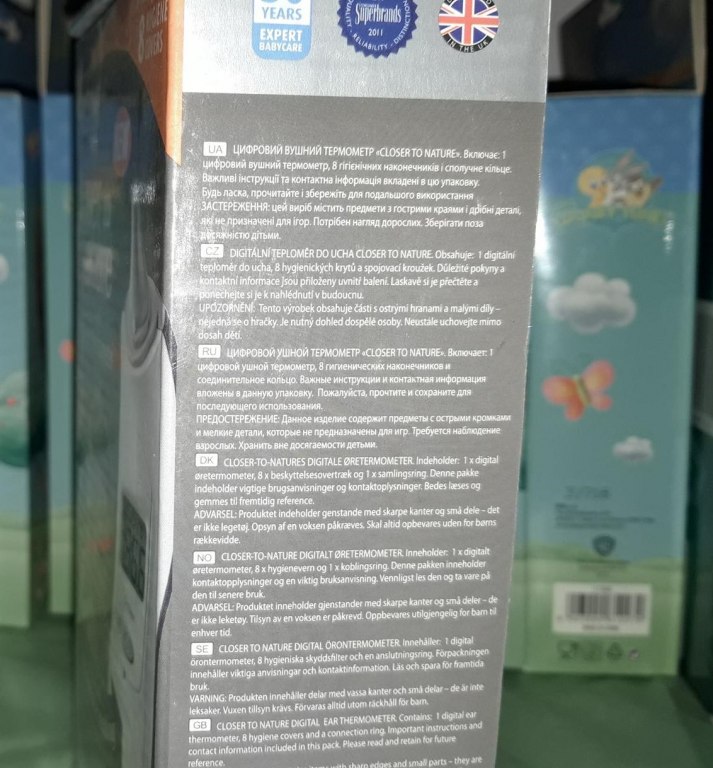 YEARS
EXPERT
BABYCARE
Superbrands
2011
RELIABILITY
DISTINCTION
IN THE UK
UA ЦИФРОВИЙ ВУШНИЙ ТЕРМОМЕТР «CLOSER TO NATURE». Включає: 1
цифровий вушний термометр, 8 гігієнічних наконечників і сполучне кільце.
Важливі інструкції та контактна інформація вкладені в цю упаковку.
Будь ласка, прочитайте і збережіть для подальшого використання
ЗАСТЕРЕЖЕННЯ: цей виріб містить предмети з гострими краями і дрібні деталі,
які не призначені для ігор. Потрібен нагляд дорослих. Зберігати поза
досяжністю дітьми.
CZ DIGITÁLNÍ TEPLOMĚR DO UCHA CLOSER TO NATURE. Obsahuje: 1 digitální
teploměr do ucha, 8 hygienických krytů a spojovací kroužek. Důležité pokyny a
kontaktní informace Jsou přiloženy uvnitř balení. Laskavě si je přečtěte a
ponechejte si je k nahlédnutí v budoucnu.
UPOZORNĚNÍ: Tento výrobek obsahuje části s ostrými hranami a malými díly –
nejedná se o hračky. Je nutný dohled dospělé osoby. Neustále uchovejte mimo
dosah dětí.
RU ЦИФРОВОЙ УШНОЙ ТЕРМОМЕТР «CLOSER TO NATURE». Включает: 1
цифровой ушной термометр, 8 гигиенических наконечников и
соединительное кольцо. Важные инструкции и контактная информация
вложены в данную упаковку. Пожалуйста, прочтите и сохраните для
последующего использования.
ПРЕДОСТЕРЕЖЕНИЕ: Данное изделие содержит предметы с острыми кромками
и мелкие детали, которые не предназначены для игр. Требуется наблюдение
взрослых. Хранить вне досягаемости детьми.
DK CLOSER-TO-NATURES DIGITALE ØRETERMOMETER. Indeholder: 1 x digital
øretermometer, 8 x beskyttelsesovertræk og 1 x samlingsring. Denne pakke
indeholder vigtige brugsanvisninger og kontaktoplysninger. Bedes læses og
gemmes til fremtidig reference.
ADVARSEL: Produktet indeholder genstande med skarpe kanter og små dele – det
er ikke legetøj. Opsyn af en voksen påkræves. Skal altid opbevares uden for børns
rækkevidde.
NO CLOSER-TO-NATURE DIGITALT ØRETERMOMETER. Inneholder: 1 x digitalt
øretermometer, 8 x hygienevern og 1 x koblingsring. Denne pakken inneholder
kontaktopplysninger og en viktig bruksanvisning. Vennligst les den og ta vare på
den til senere bruk.
ADVARSEL: Produktet inneholder gjenstander med skarpe kanter og små deler – de
er ikke leketøy. Tilsyn av en voksen er påkrevd. Oppbevares utilgjengelig for barn til
enhver tid.
SE CLOSER TO NATURE DIGITAL ÖRONTERMOMETER. Innehåller: 1 digital
örontermometer, 8 hygieniska skyddsfilter och en anslutningsring. Förpackningen
innehåller viktiga anvisningar och kontaktinformation. Läs och spara för framtida
bruk.
VARNING: Produkten innehåller delar med vassa kanter och små delar – de är inte
leksaker. Vuxen tillsyn krävs. Förvaras alltid utom räckhåll för barn.
GB CLOSER TO NATURE DIGITAL EAR THERMOMETER. Contains: 1 digital ear
thermometer, 8 hygiene covers and a connection ring. Important instructions and
contact information included in this pack. Please read and retain for future
reference.
with sharp edges and small parts – they are